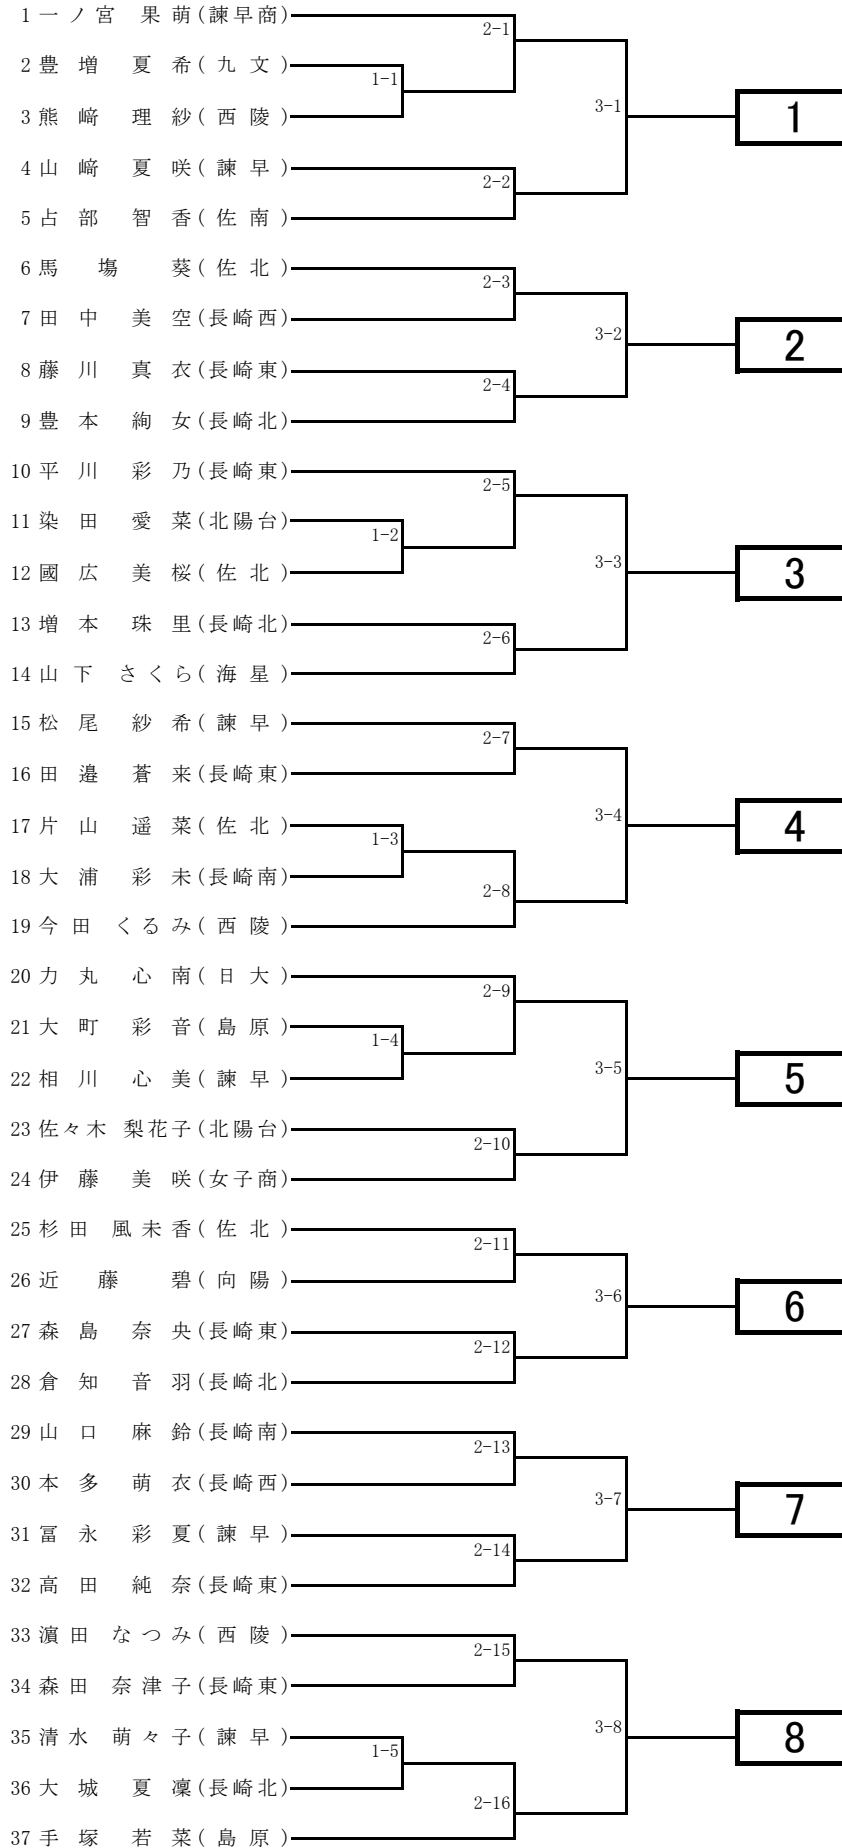 1 一ノ宮 果萌(諫早商)
2-1
2 豊増 夏希(九文)
1-1
3-1
1
3 熊﨑 理紗(西陵)
4 山﨑 夏咲(諫早)
2-2
5 占部 智香(佐南)
6 馬場 葵(佐北)
2-3
7 田中 美空(長崎西)
3-2
2
8 藤川 真衣(長崎東)
2-4
9 豊本 絢女(長崎北)
10 平川 彩乃(長崎東)
2-5
11 染田 愛菜(北陽台)
1-2
3-3
3
12 國広 美桜(佐北)
13 増本 珠里(長崎北)
2-6
14 山下 さくら(海星)
15 松尾 紗希(諫早)
2-7
16 田邉 蒼来(長崎東)
3-4
4
17 片山 遥菜(佐北)
1-3
18 大浦 彩未(長崎南)
2-8
19 今田 くるみ(西陵)
20 力丸 心南(日大)
2-9
21 大町 彩音(島原)
1-4
3-5
5
22 相川 心美(諫早)
23 佐々木 梨花子(北陽台)
2-10
24 伊藤 美咲(女子商)
25 杉田 風未香(佐北)
2-11
26 近藤 碧(向陽)
3-6
6
27 森島 奈央(長崎東)
2-12
28 倉知 音羽(長崎北)
29 山口 麻鈴(長崎南)
2-13
30 本多 萌衣(長崎西)
3-7
7
31 冨永 彩夏(諫早)
2-14
32 高田 純奈(長崎東)
33 濵田 なつみ(西陵)
2-15
34 森田 奈津子(長崎東)
3-8
8
35 清水 萌々子(諫早)
1-5
36 大城 夏凜(長崎北)
2-16
37 手塚 若菜(島原)